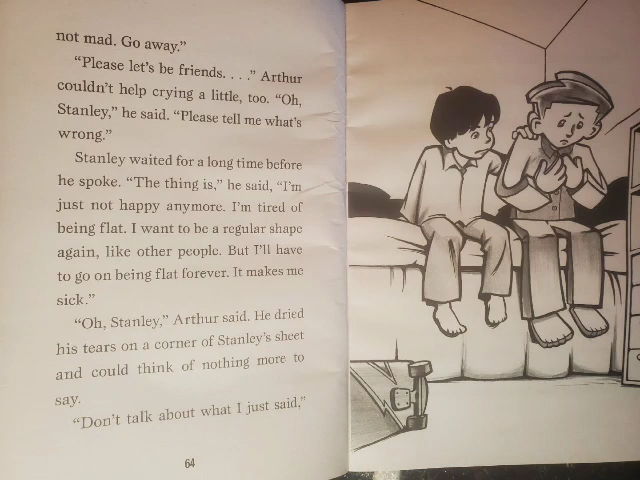 not mad. Go away."
"Please let's be friends. . . ." Arthur
couldn't help crying a little, too. "Oh,
Stanley," he said. "Please tell me what's
wrong."
Stanley waited for a long time before
he spoke. "The thing is," he said, "I'm
just not happy anymore. I'm tired of
being flat. I want to be a regular shape
again, like other people. But I'll have
to go on being flat forever. It makes me
sick."
"Oh, Stanley," Arthur said. He dried
his tears on a corner of Stanley's sheet
and could think of nothing more to
say.
"Don't talk about what I just said,"
64